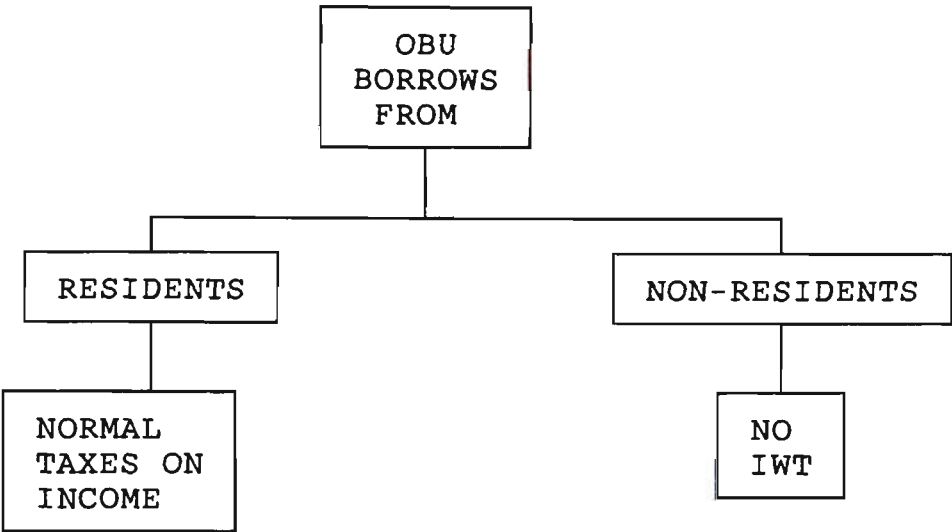 OBU
BORROWS
FROM
RESIDENTS
NON-RESIDENTS
NORMAL
TAXES ON
INCOME
NO
IWT